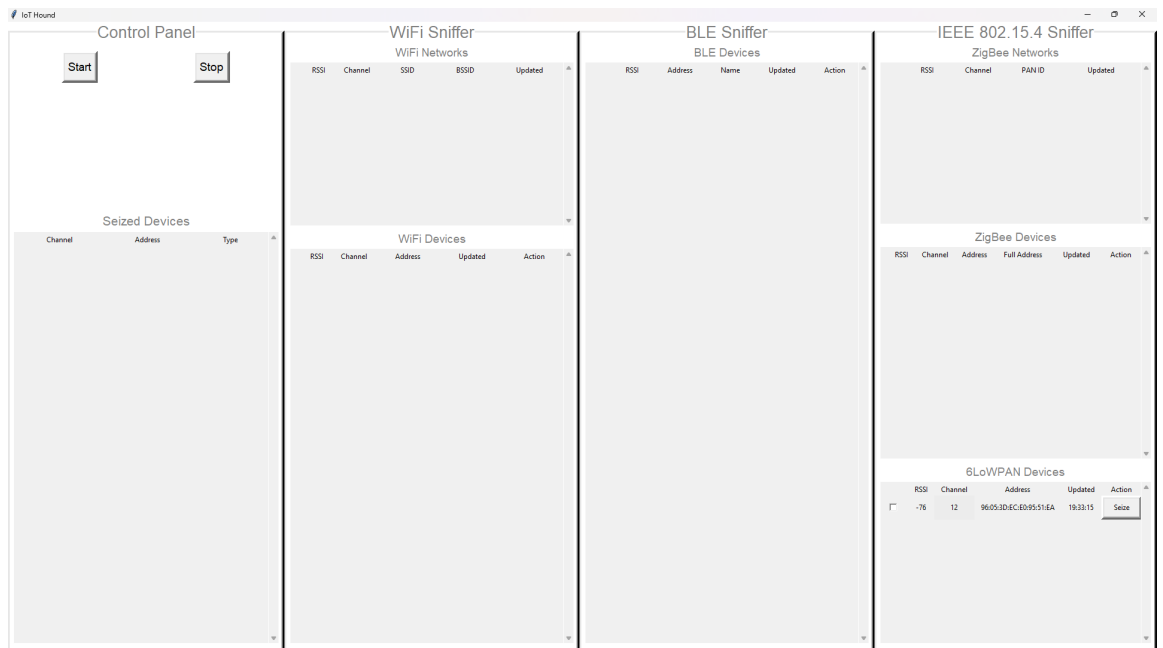 IoT Hound
Control Panel
Start
Stop
Seized Devices
Channel Address Type
WiFi Sniffer
WiFi Networks
RSSI Channel SSID BSSID Updated
WiFi Devices
RSSI Channel Address Updated Action
BLE Sniffer
BLE Devices
RSSI Address Name Updated Action
IEEE 802.15.4 Sniffer
ZigBee Networks
RSSI Channel PAN ID Updated
ZigBee Devices
RSSI Channel Address Full Address Updated Action
6LoWPAN Devices
RSSI Channel Address Updated Action
-76 12 96:05:3D:EC:E0:95:51:EA 19:33:15 Seize